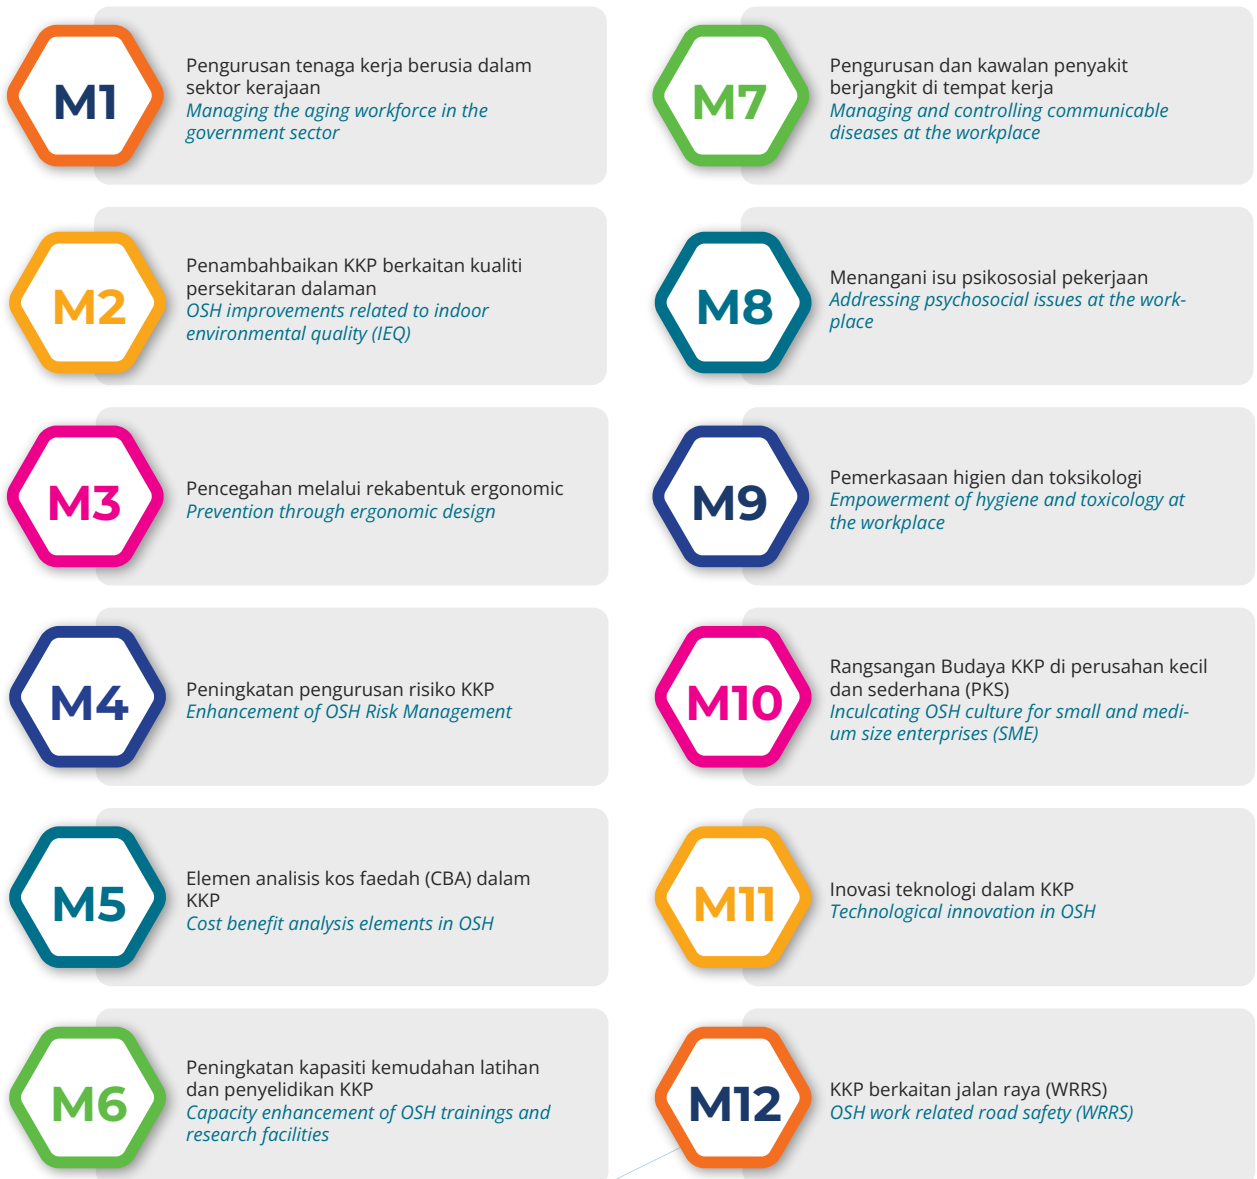 M1
Pengurusan tenaga kerja berusia dalam
sektor kerajaan
Managing the aging workforce in the
government sector
M2
Penambahbaikan KKP berkaitan kualiti
persekitaran dalaman
OSH improvements related to indoor
environmental quality (IEQ)
M3
Pencegahan melalui rekabentuk ergonomic
Prevention through ergonomic design
M4
Peningkatan pengurusan risiko KKP
Enhancement of OSH Risk Management
M5
Elemen analisis kos faedah (CBA) dalam
KKP
Cost benefit analysis elements in OSH
M6
Peningkatan kapasiti kemudahan latihan
dan penyelidikan KKP
Capacity enhancement of OSH trainings and
research facilities
M7
Pengurusan dan kawalan penyakit
berjangkit di tempat kerja
Managing and controlling communicable
diseases at the workplace
M8
Menangani isu psikososial pekerjaan
Addressing psychosocial issues at the work-
place
M9
Pemerkasaan higien dan toksikologi
Empowerment of hygiene and toxicology at
the workplace
M10
Rangsangan Budaya KKP di perusahan kecil
dan sederhana (PKS)
Inculcating OSH culture for small and medi-
um size enterprises (SME)
M11
Inovasi teknologi dalam KKP
Technological innovation in OSH
M12
KKP berkaitan jalan raya (WRRS)
OSH work related road safety (WRRS)